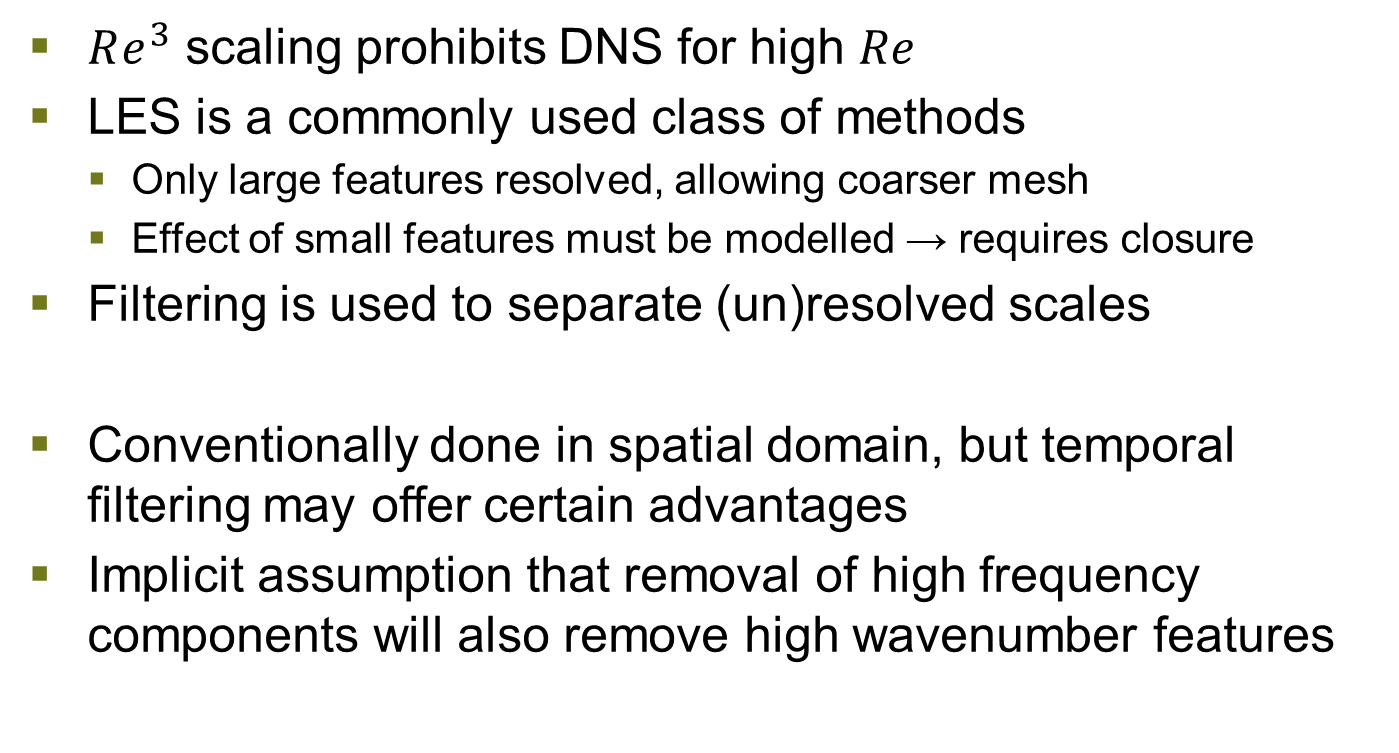 ▪ 𝑅𝑒³ scaling prohibits DNS for high 𝑅𝑒
▪ LES is a commonly used class of methods
▪ Only large features resolved, allowing coarser mesh
▪ Effect of small features must be modelled → requires closure
▪ Filtering is used to separate (un)resolved scales
▪ Conventionally done in spatial domain, but temporal
filtering may offer certain advantages
▪ Implicit assumption that removal of high frequency
components will also remove high wavenumber features